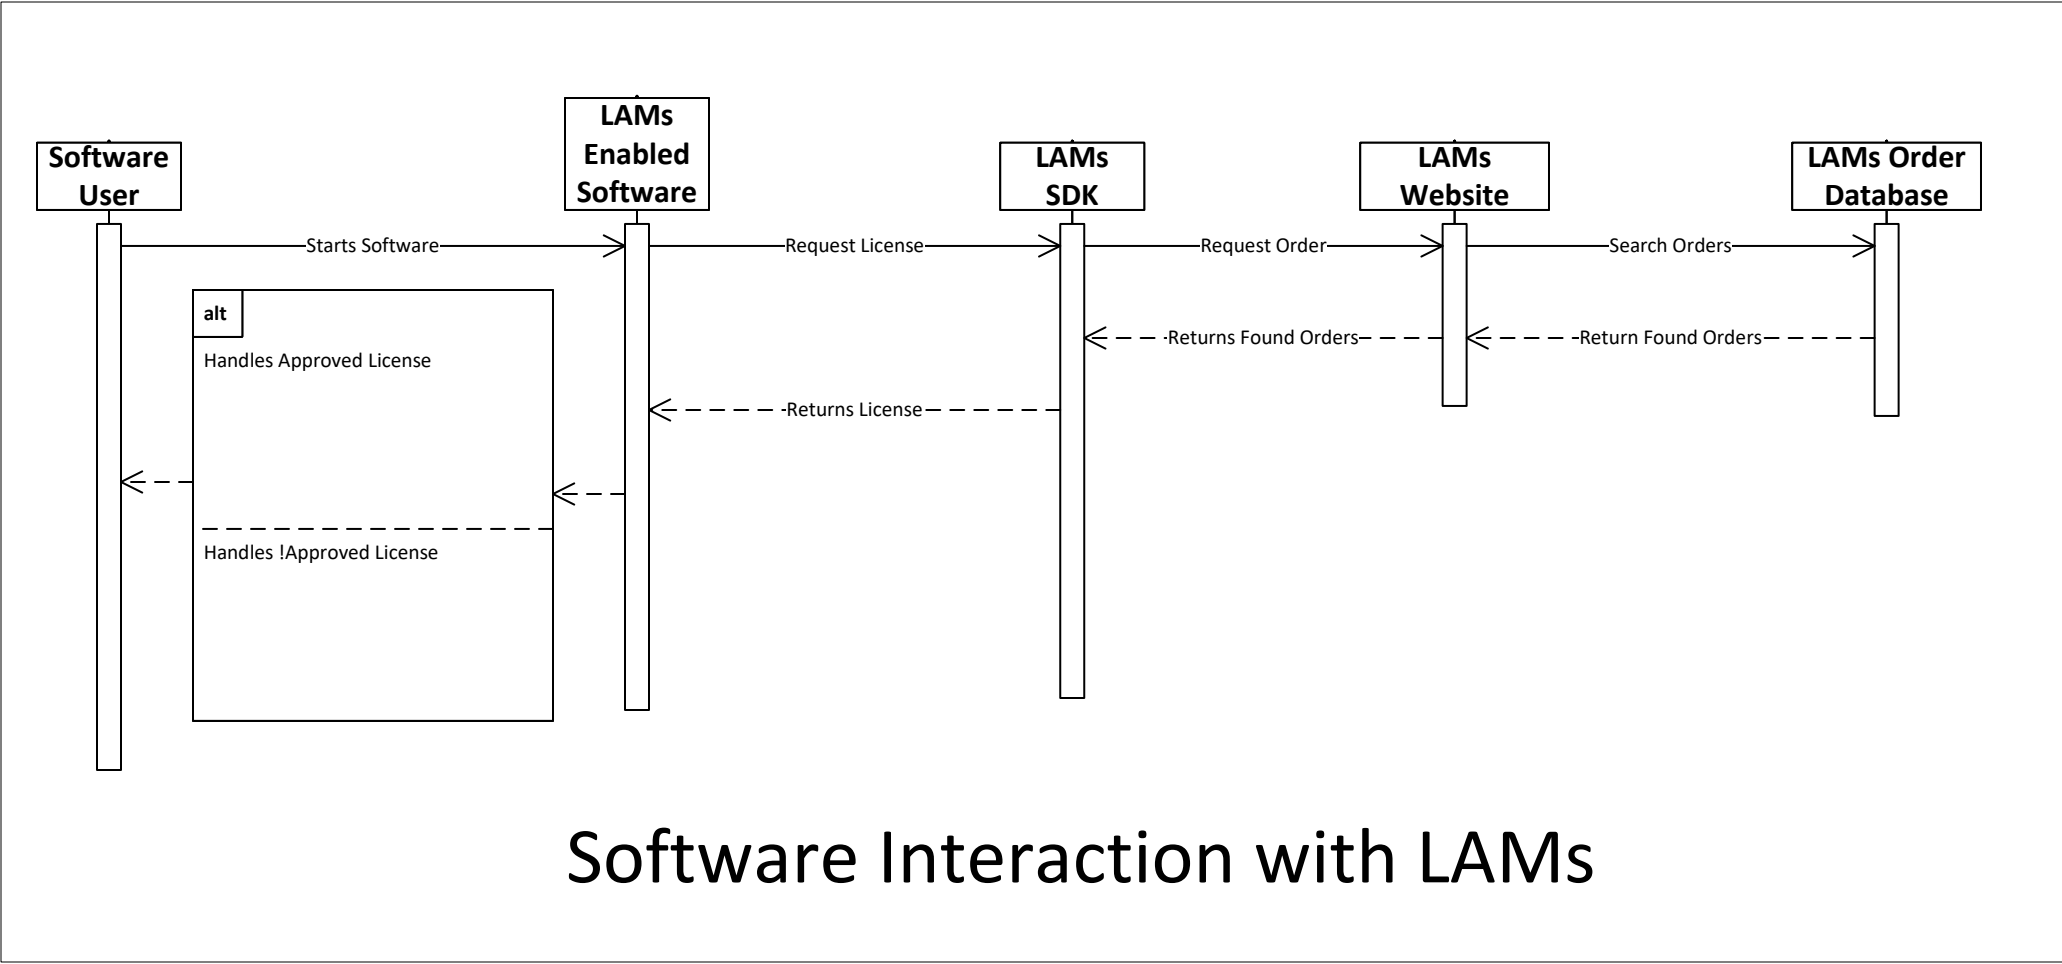 LAMs
Enabled
Software
Software
User
LAMs
SDK
LAMs
Website
LAMs Order
Database
Starts Software
Request License
Request Order
Search Orders
alt
Returns Found Orders
Return Found Orders
Handles Approved License
Returns License
Handles !Approved License
Software Interaction with LAMs